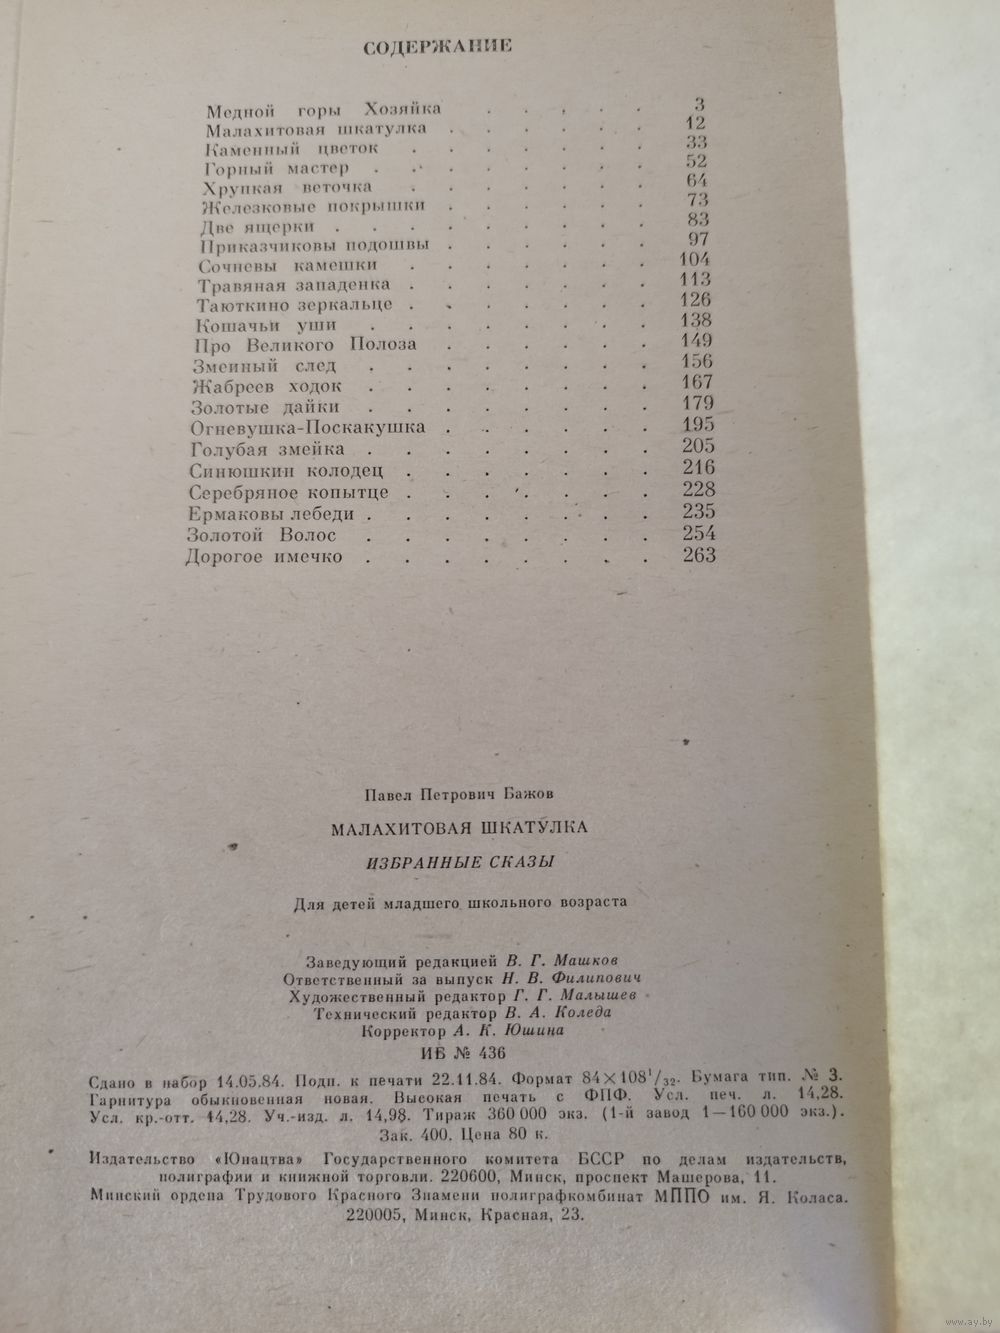 СОДЕРЖАНИЕ
Медной горы Хозяйка . . . . . 3
Малахитовая шкатулка . . . . . . 12
Каменный цветок . . . . . . . 33
Горный мастер . . . . . . . . 52
Хрупкая веточка . . . . . . . 64
Железковые покрышки . . . . . . 73
Две ящерки . . . . . . . . . 83
Приказчиковы подошвы . . . . . . 97
Сочневы камешки . . . . . . . 104
Травяная западенка . . . . . . . 113
Таюткино зеркальце . . . . . . . 126
Кошачьи уши . . . . . . . . 138
Про Великого Полоза . . . . . . 149
Змеиный след . . . . . . . . 156
Жабреев ходок . . . . . . . . 167
Золотые дайки . . . . . . . . 179
Огневушка-Поскакушка . . . . . . 195
Голубая змейка . . . . . . . . 205
Синюшкин колодец . . . . . . . 216
Серебряное копытце . . . . . . . 228
Ермаковы лебеди . . . . . . . . 235
Золотой Волос . . . . . . . . 254
Дорогое имечко . . . . . . . . 263
Павел Петрович Бажов
МАЛАХИТОВАЯ ШКАТУЛКА
ИЗБРАННЫЕ СКАЗЫ
Для детей младшего школьного возраста
Заведующий редакцией В. Г. Машков
Ответственный за выпуск Н. В. Филипович
Художественный редактор Г. Г. Малышев
Технический редактор В. А. Коледа
Корректор А. К. Юшина
ИБ № 436
Сдано в набор 14.05.84. Подп. к печати 22.11.84. Формат 84×108¹/₃₂. Бумага тип. № 3.
Гарнитура обыкновенная новая. Высокая печать с ФПФ. Усл. печ. л. 14,28.
Усл. кр.-отт. 14,28. Уч.-изд. л. 14,98. Тираж 360 000 экз. (1-й завод 1—160 000 экз.).
Зак. 400. Цена 80 к.
Издательство «Юнацтва» Государственного комитета БССР по делам издательств,
полиграфии и книжной торговли. 220600, Минск, проспект Машерова, 11.
Минский ордена Трудового Красного Знамени полиграфкомбинат МППО им. Я. Коласа.
220005, Минск, Красная, 23.
www.ay.by